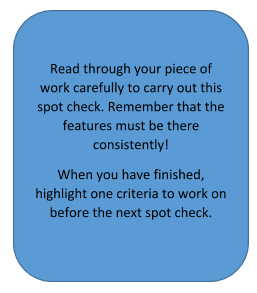 Read through your piece of
work carefully to carry out this
spot check. Remember that the
features must be there
consistently!
When you have finished,
highlight one criteria to work on
before the next spot check.